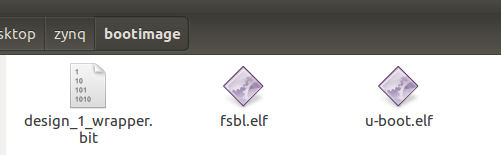 sktop zynq bootimage
1
10
101
1010
design_1_wrapper.
bit
fsbl.elf
u-boot.elf